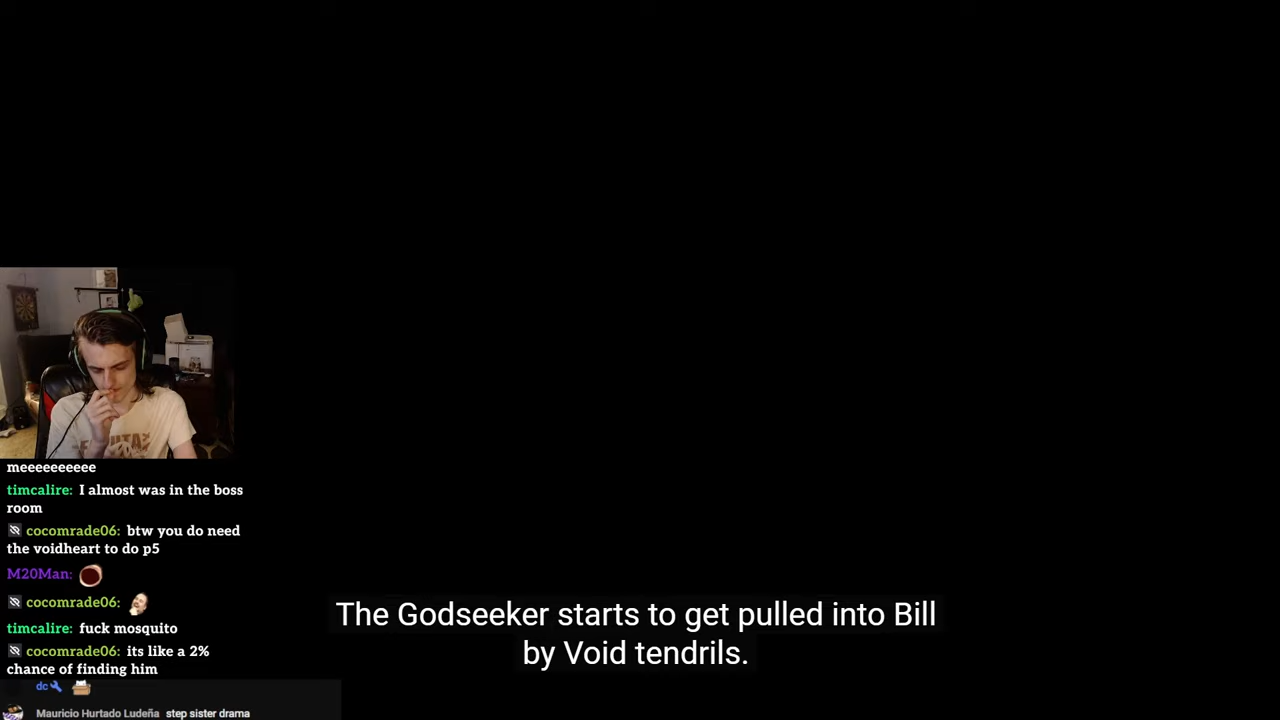 meeeeeeeeee
timcalire: I almost was in the boss
room
cocomrade06: btw you do need
the voidheart to do p5
M20Man:
cocomrade06:
timcalire: fuck mosquito
cocomrade06: its like a 2%
chance of finding him
dc
Mauricio Hurtado Ludeña step sister drama
The Godseeker starts to get pulled into Bill
by Void tendrils.